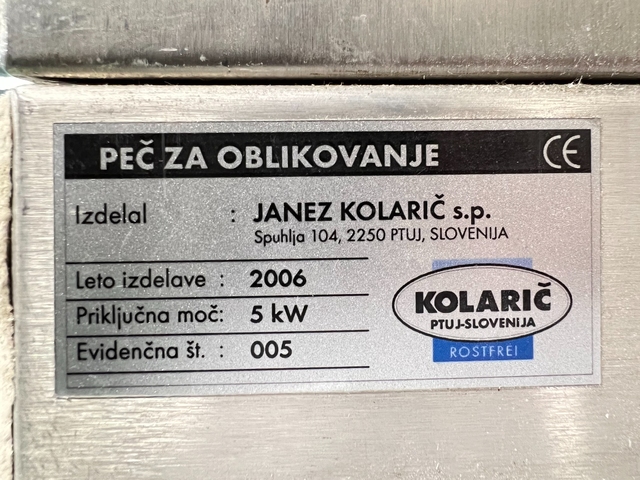 PEČ ZA OBLIKOVANJE CE
Izdelal : JANEZ KOLARIČ s.p.
Spuhlja 104, 2250 PTUJ, SLOVENIJA
Leto izdelave : 2006
Priključna moč: 5 kW
Evidenčna št. : 005
KOLARIČ
PTUJ-SLOVENIJA
ROSTFREI